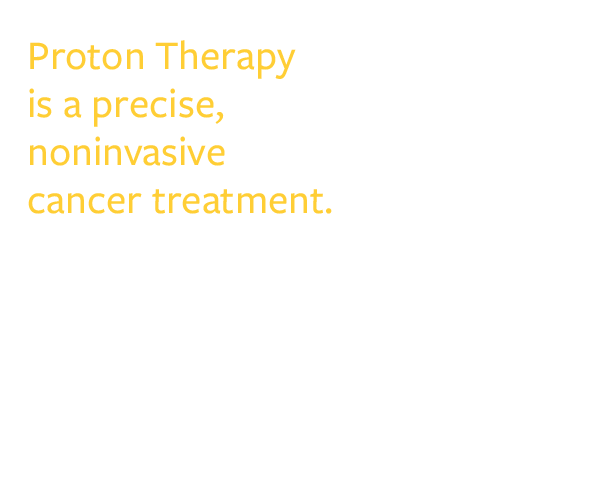 Proton Therapy
is a precise,
noninvasive
cancer treatment.